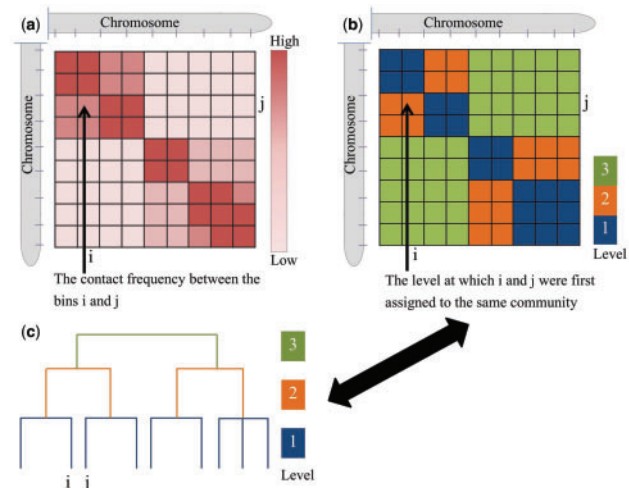 (a)
Chromosome
High
Chromosome
j
i
Low
The contact frequency between the
bins i and j
(b)
Chromosome
Chromosome
j
3
2
1
i
Level
The level at which i and j were first
assigned to the same community
(c)
3
2
1
i j
Level